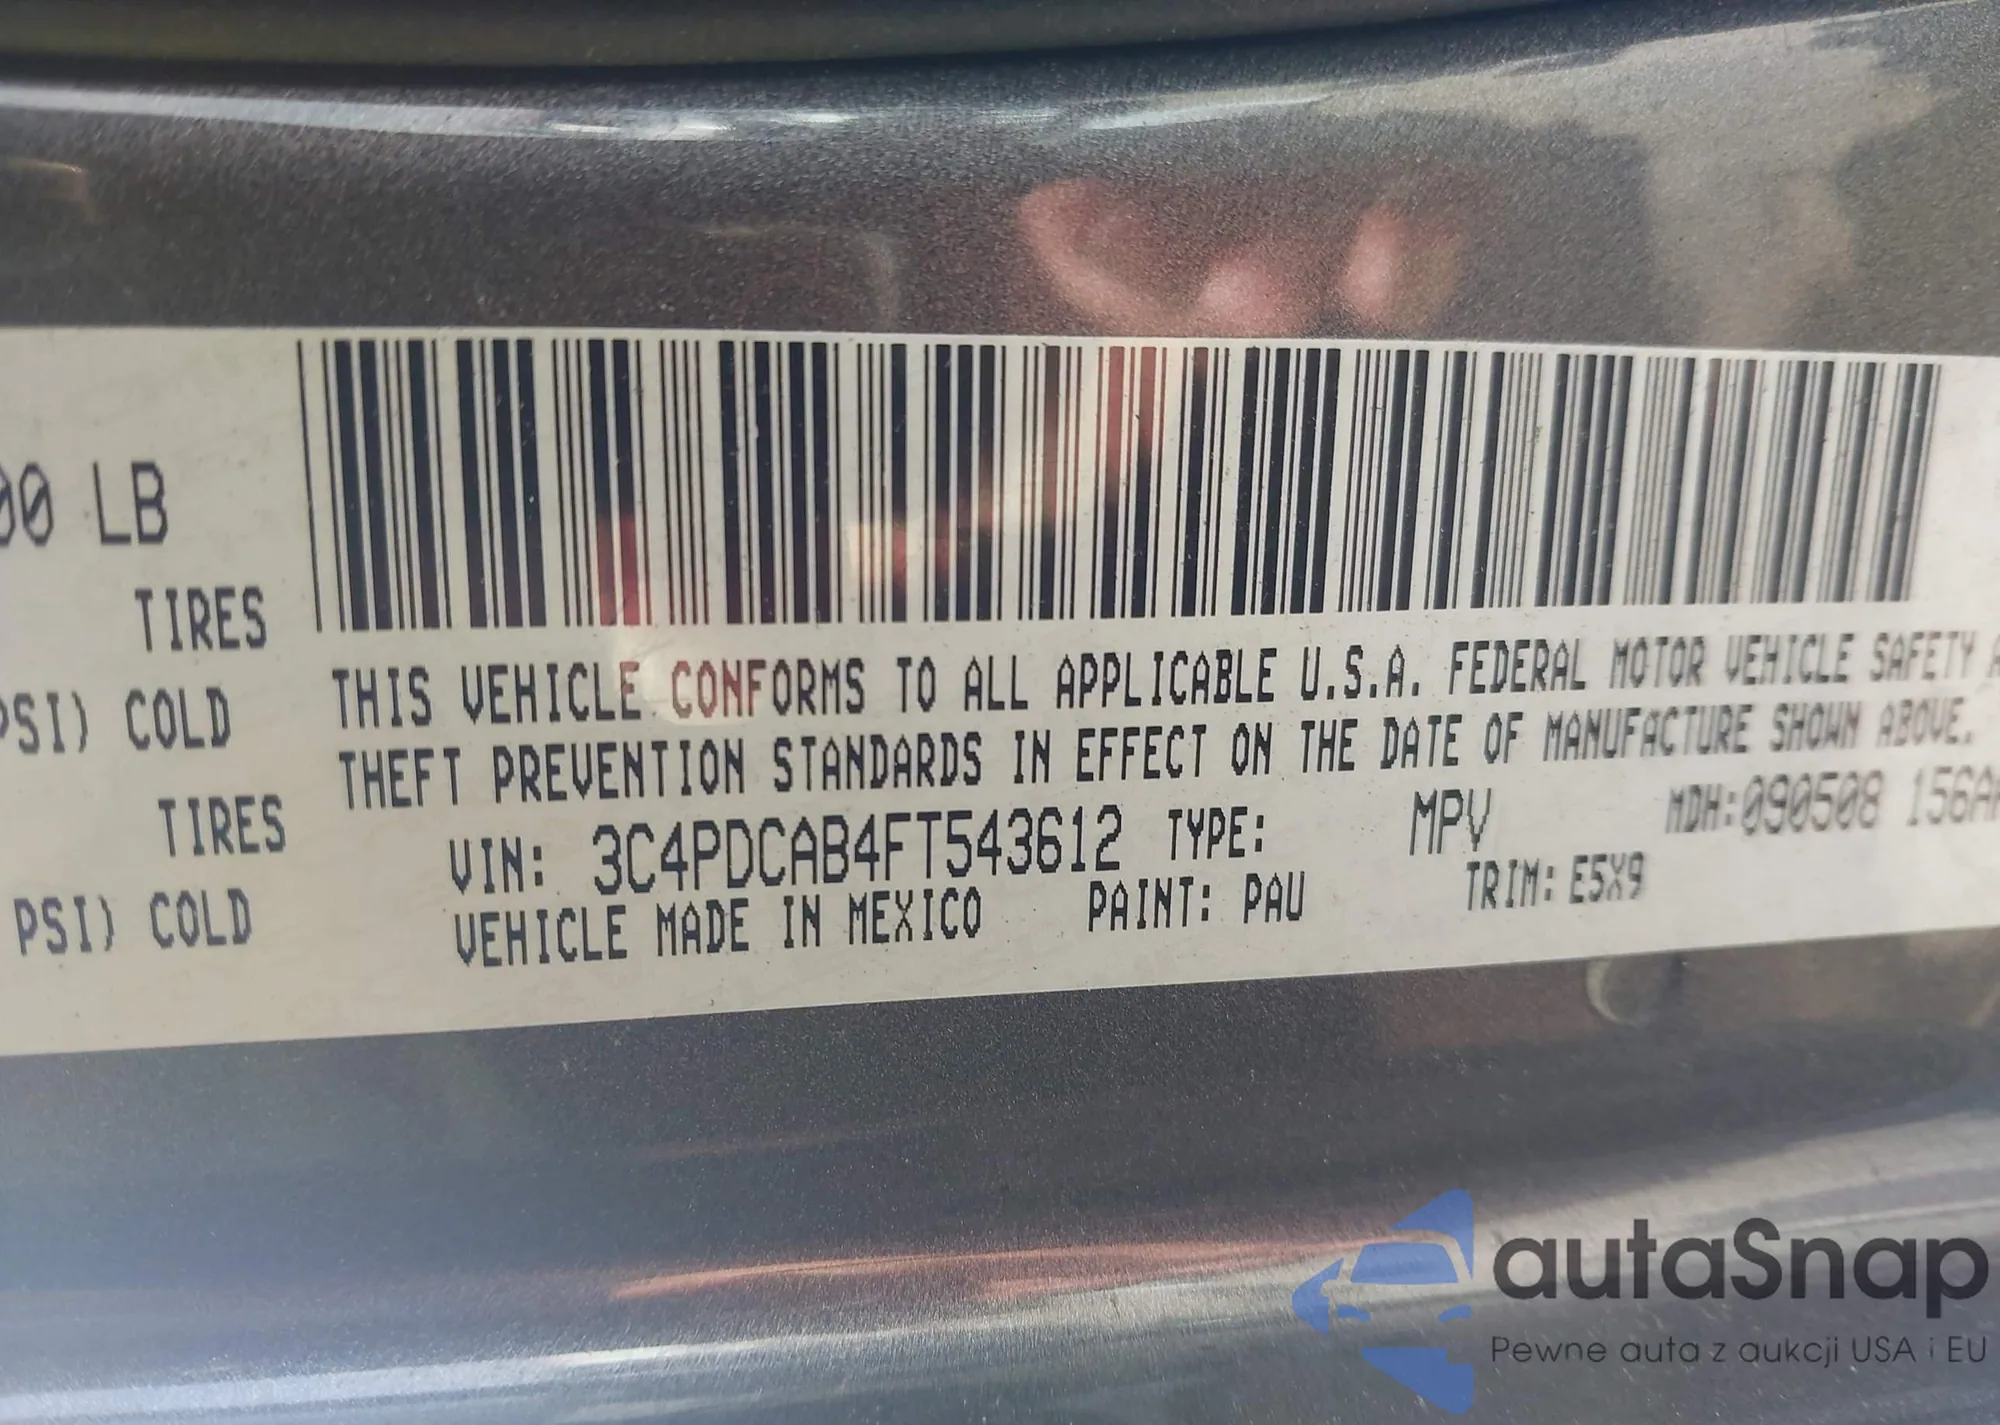 00 LB
TIRES
PSI) COLD
TIRES
PSI) COLD
THIS VEHICLE CONFORMS TO ALL APPLICABLE U.S.A. FEDERAL MOTOR VEHICLE SAFETY
THEFT PREVENTION STANDARDS IN EFFECT ON THE DATE OF MANUFACTURE SHOWN ABOVE.
VIN: 3C4PDCAB4FT543612 TYPE: MPV MDH:090508 156A
VEHICLE MADE IN MEXICO PAINT: PAU TRIM: E5X9
autaSnap
Pewne auta z aukcji USA i EU